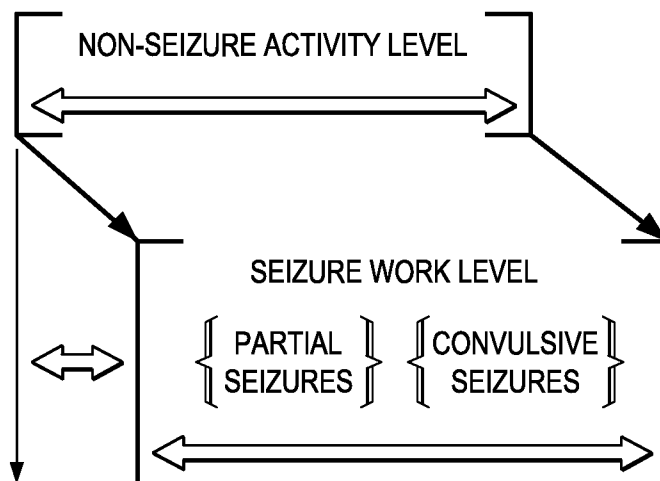 NON-SEIZURE ACTIVITY LEVEL
SEIZURE WORK LEVEL
PARTIAL
SEIZURES
CONVULSIVE
SEIZURES